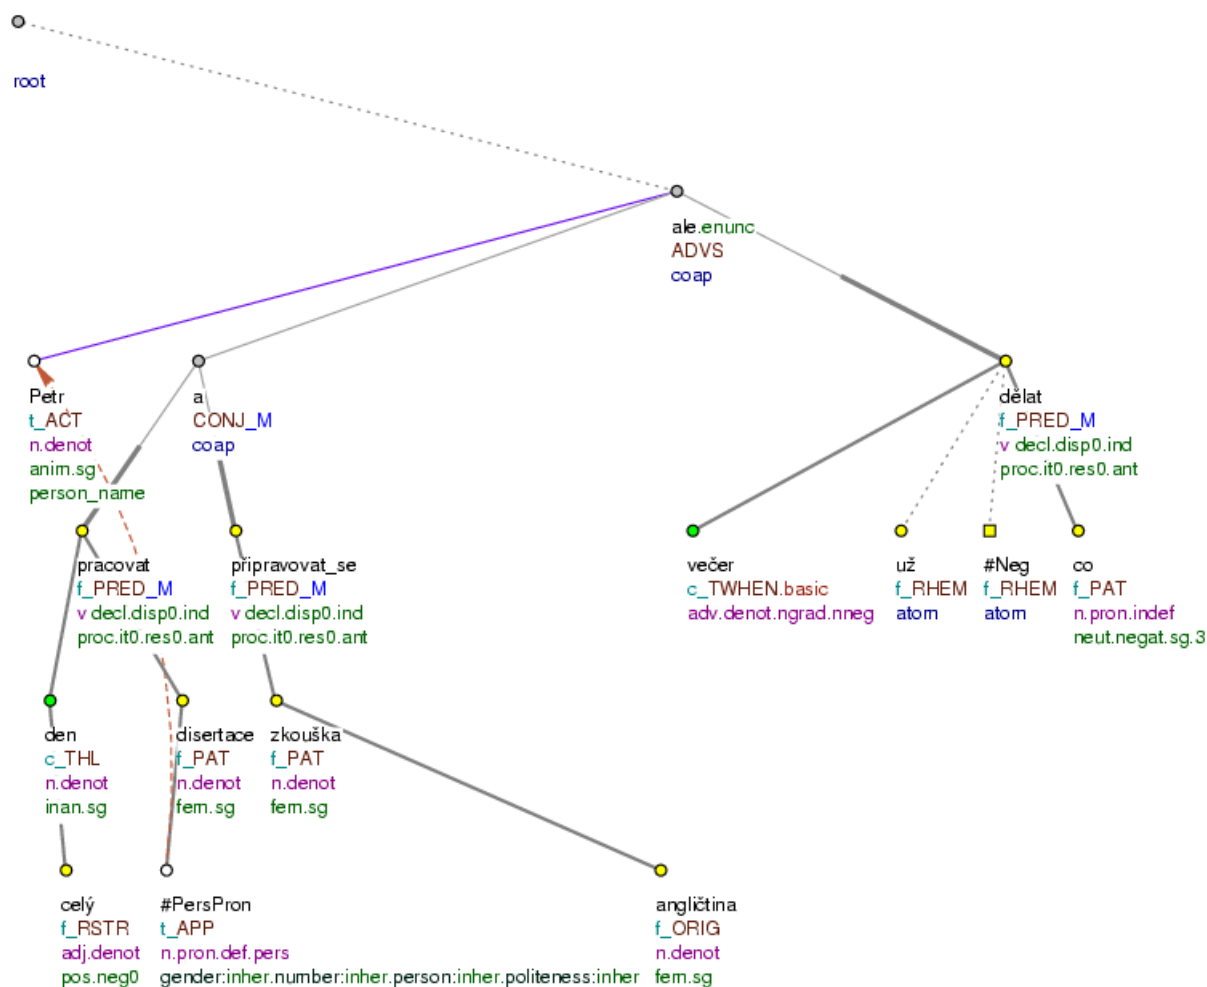 root
ale.enunc
ADVS
coap
Petr
t_ACT
n.denot
anim.sg
person_name
a
CONJ_M
coap
dělat
f_PRED_M
v decl.disp0.ind
proc.it0.res0.ant
pracovat
f_PRED_M
v decl.disp0.ind
proc.it0.res0.ant
připravovat_se
f_PRED_M
v decl.disp0.ind
proc.it0.res0.ant
večer
c_TWHEN.basic
adv.denot.ngrad.nneg
už
f_RHEM
atom
#Neg
f_RHEM
atom
co
f_PAT
n.pron.indef
neut.negat.sg.3
den
c_THL
n.denot
inan.sg
disertace
f_PAT
n.denot
fem.sg
zkouška
f_PAT
n.denot
fem.sg
celý
f_RSTR
adj.denot
pos.neg0
#PersPron
t_APP
n.pron.def.pers
gender:inher.number:inher.person:inher.politeness:inher
angličtina
f_ORIG
n.denot
fem.sg